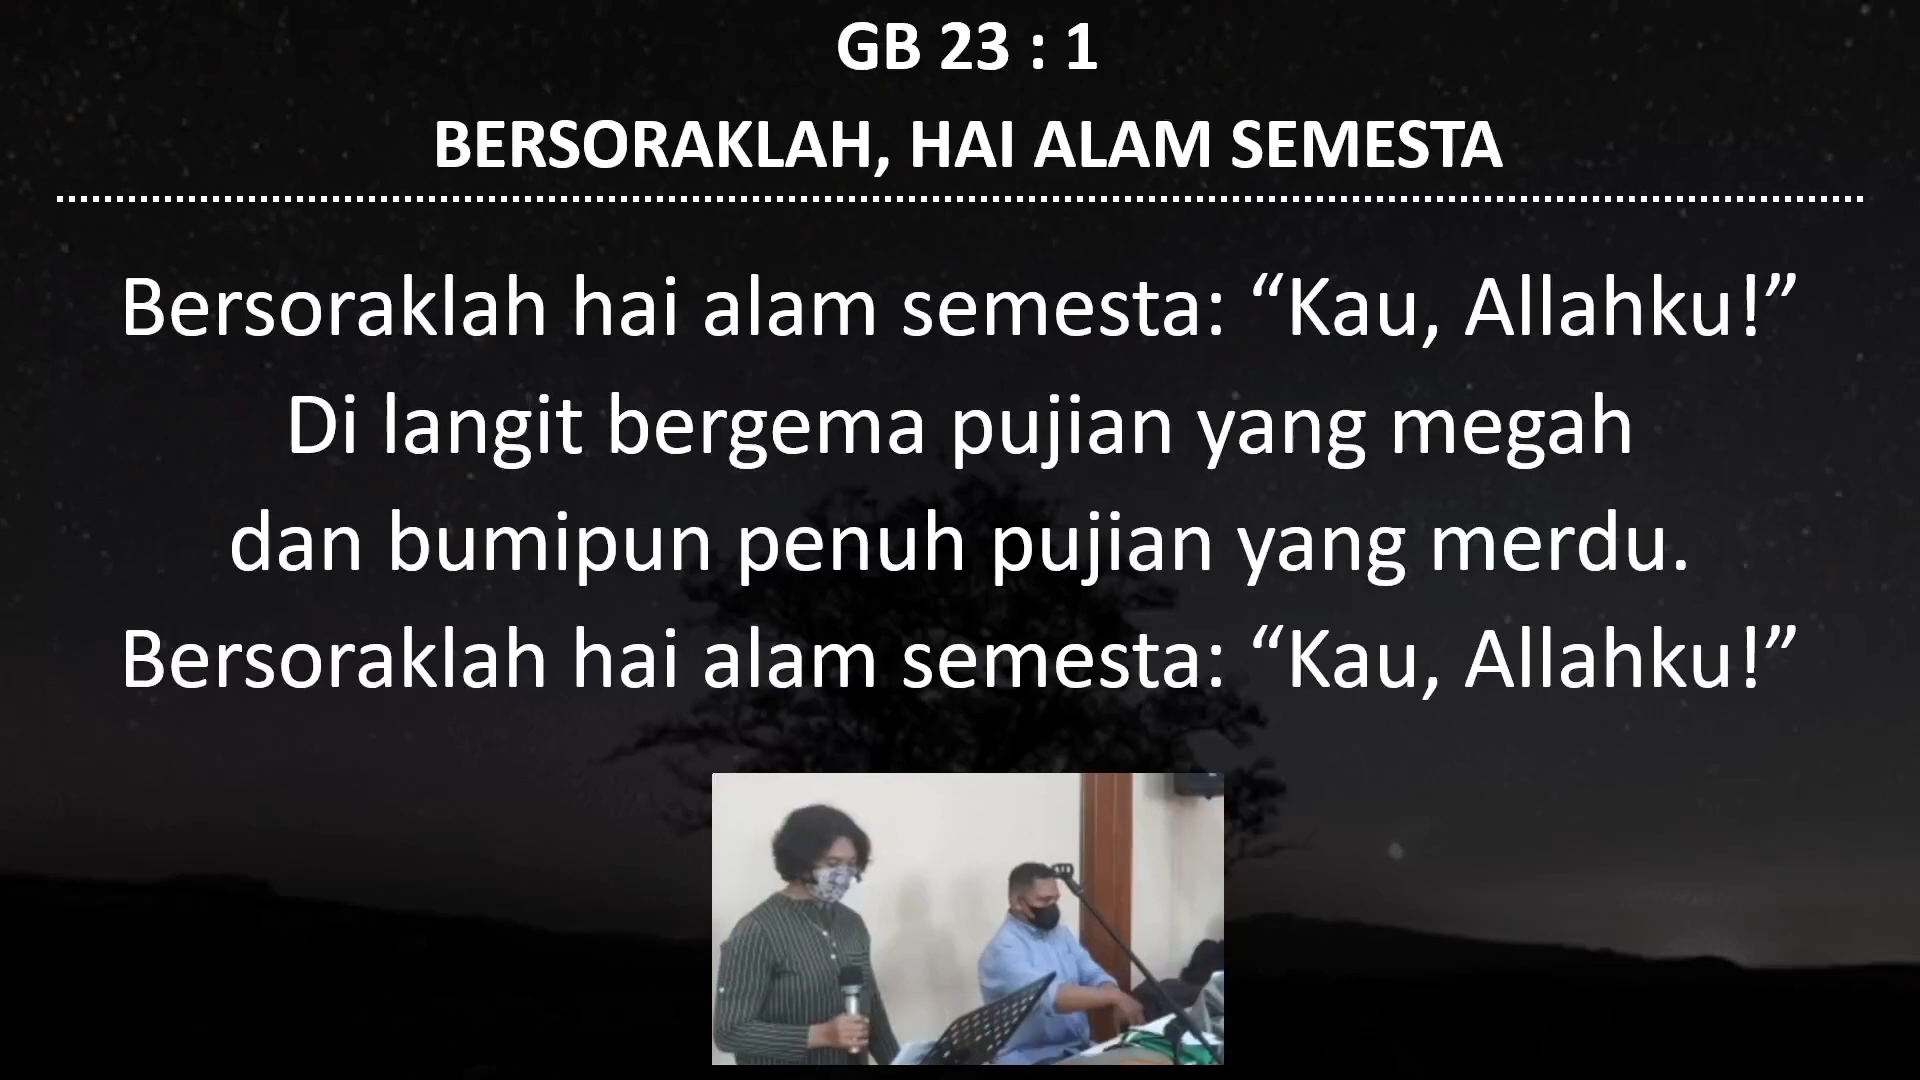 GB 23 : 1
BERSORAKLAH, HAI ALAM SEMESTA
Bersoraklah hai alam semesta: “Kau, Allahku!”
Di langit bergema pujian yang megah
dan bumipun penuh pujian yang merdu.
Bersoraklah hai alam semesta: “Kau, Allahku!”